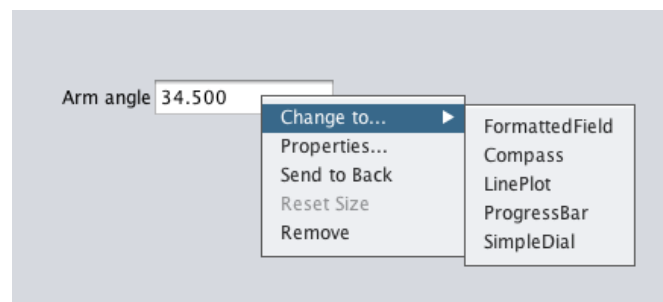 Arm angle 34.500
Change to...
Properties...
Send to Back
Reset Size
Remove
FormattedField
Compass
LinePlot
ProgressBar
SimpleDial